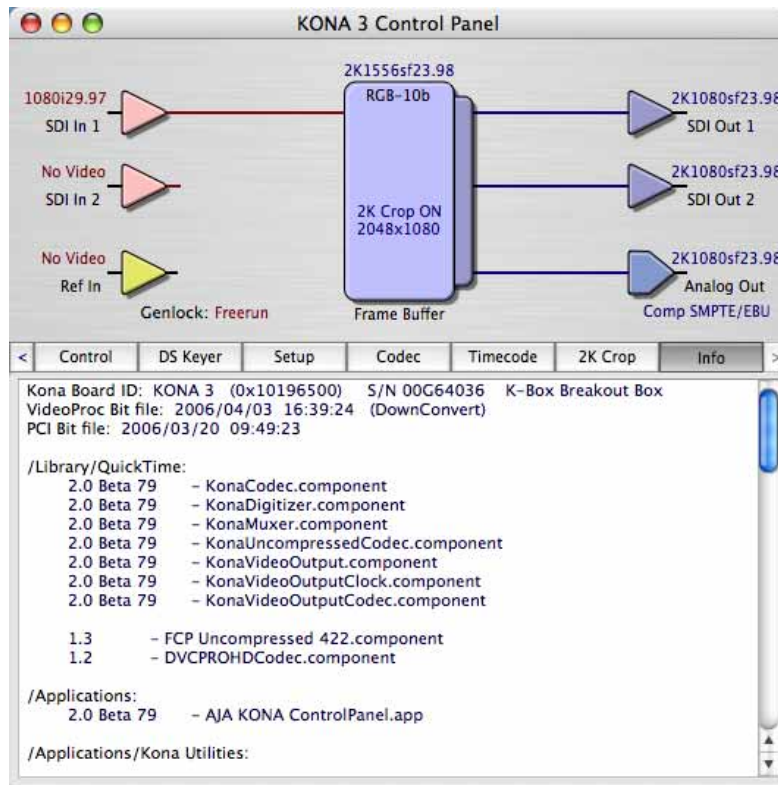 KONA 3 Control Panel
2K1556sf23.98
1080i29.97
RGB-10b
2K1080sf23.98
SDI In 1
SDI Out 1
No Video
2K1080sf23.98
SDI In 2
2K Crop ON
SDI Out 2
2048x1080
No Video
2K1080sf23.98
Ref In
Analog Out
Genlock: Freerun
Frame Buffer
Comp SMPTE/EBU
< Control DS Keyer Setup Codec Timecode 2K Crop Info >
Kona Board ID: KONA 3 (0x10196500) S/N 00G64036 K-Box Breakout Box
VideoProc Bit file: 2006/04/03 16:39:24 (DownConvert)
PCI Bit file: 2006/03/20 09:49:23
/Library/QuickTime:
2.0 Beta 79 - KonaCodec.component
2.0 Beta 79 - KonaDigitizer.component
2.0 Beta 79 - KonaMuxer.component
2.0 Beta 79 - KonaUncompressedCodec.component
2.0 Beta 79 - KonaVideoOutput.component
2.0 Beta 79 - KonaVideoOutputClock.component
2.0 Beta 79 - KonaVideoOutputCodec.component
1.3 - FCP Uncompressed 422.component
1.2 - DVCPROHDCodec.component
/Applications:
2.0 Beta 79 - AJA KONA ControlPanel.app
/Applications/Kona Utilities: